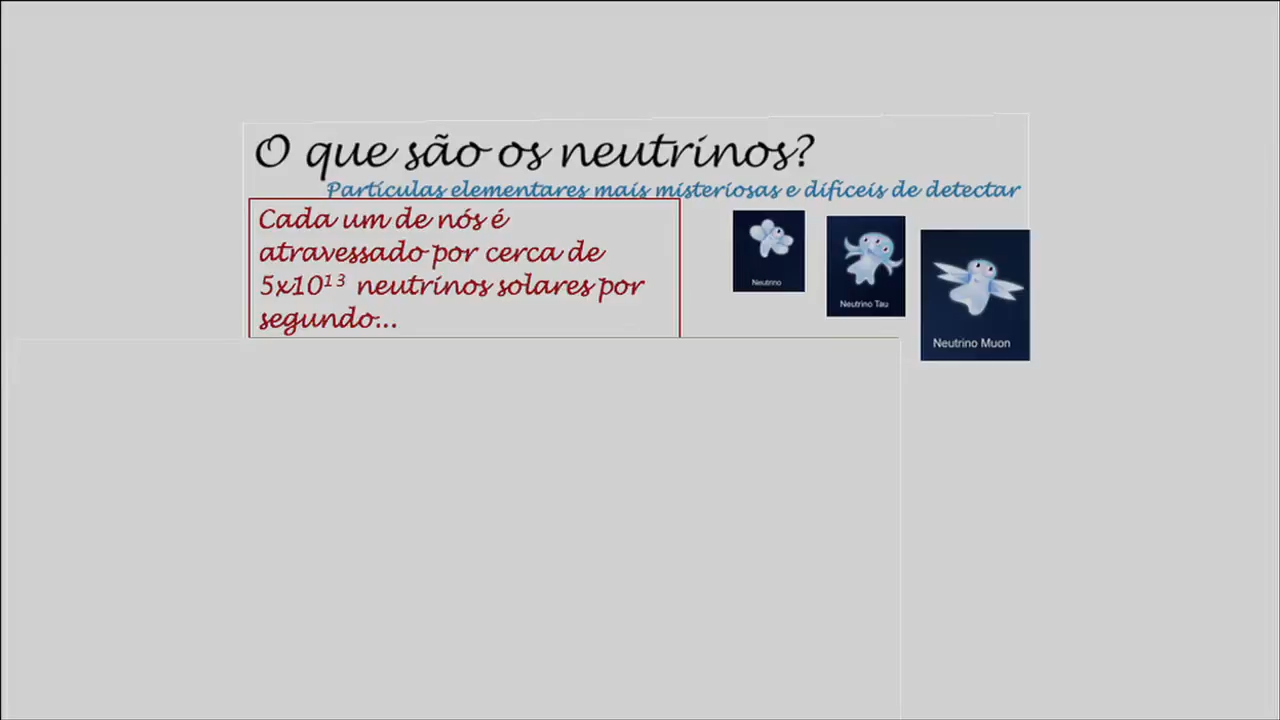 O que são os neutrinos?
Partículas elementares mais misteriosas e difíceis de detectar
Cada um de nós é
atravessado por cerca de
5x10¹³ neutrinos solares por
segundo...
Neutrino
Neutrino Tau
Neutrino Muon